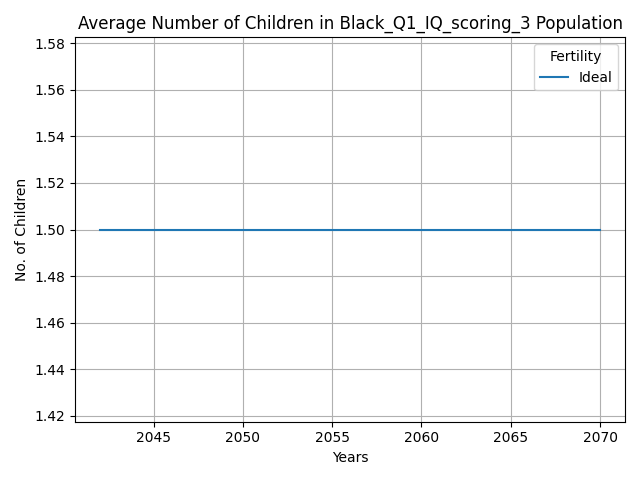 Average Number of Children in Black_Q1_IQ_scoring_3 Population
1.58
1.56
1.54
1.52
1.50
1.48
1.46
1.44
1.42
No. of Children
Fertility
Ideal
2045 2050 2055 2060 2065 2070
Years